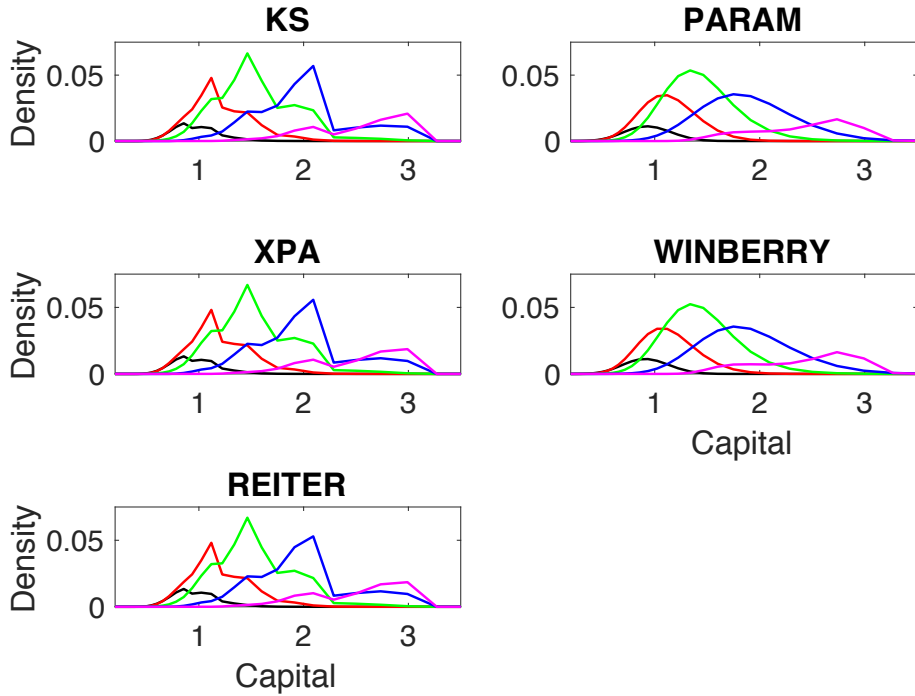 KS
Density
0.05
0
1 2 3
PARAM
0.05
0
1 2 3
XPA
Density
0.05
0
1 2 3
WINBERRY
0.05
0
1 2 3
Capital
REITER
Density
0.05
0
1 2 3
Capital